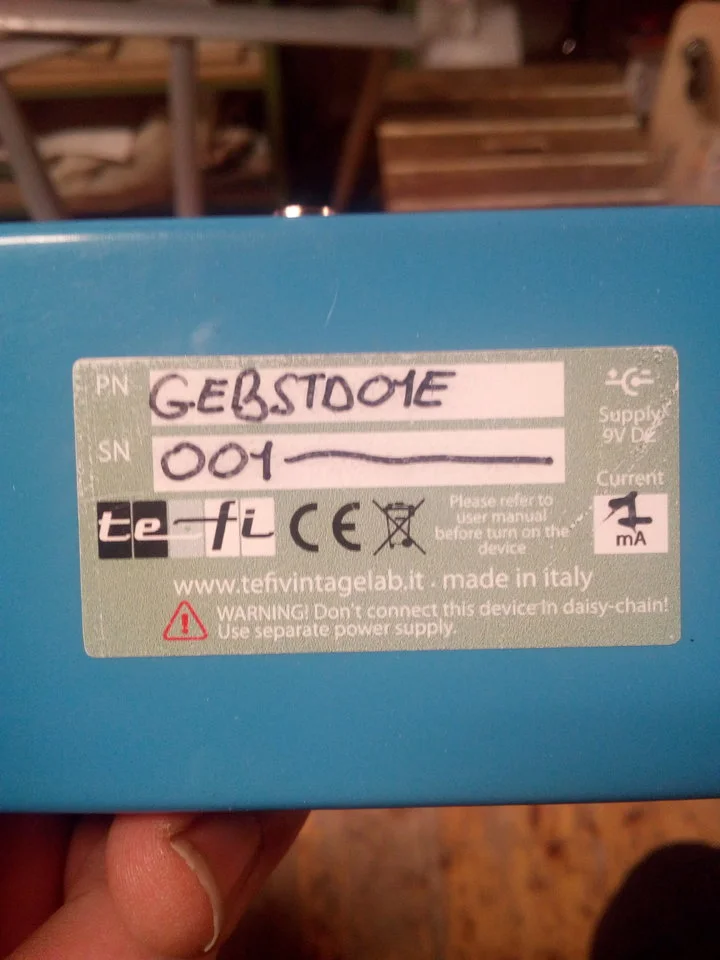 PN GEBSTD01E
SN 001
te-fi CE
Supply
9V DC
Current
1
mA
Please refer to
user manual
before turn on the
device
www.tefivintagelab.it . made in italy
WARNING! Don't connect this device in daisy-chain!
Use separate power supply.